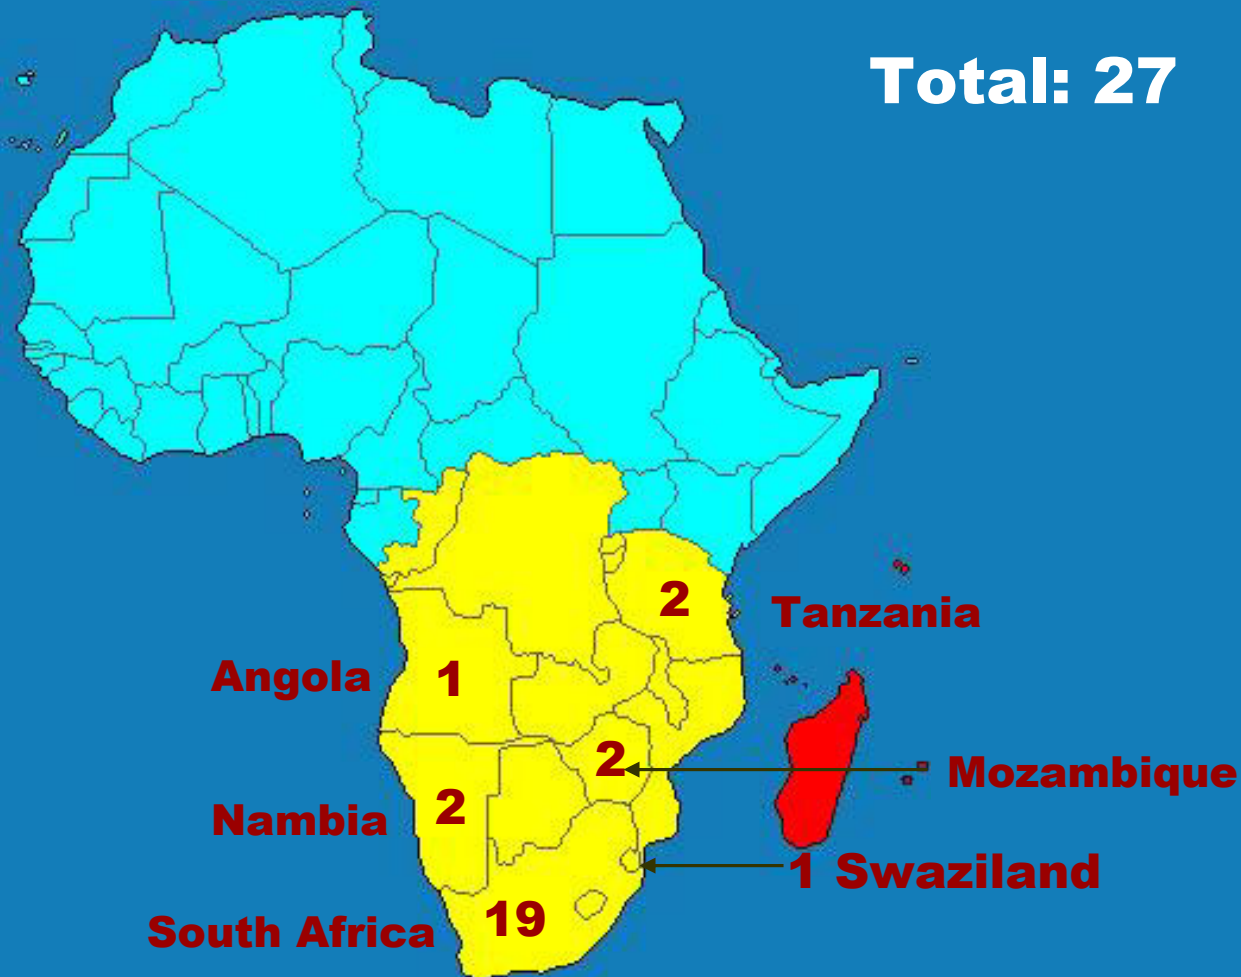 Total: 27
2
Tanzania
Angola
1
2
Mozambique
Nambia
2
1 Swaziland
South Africa
19